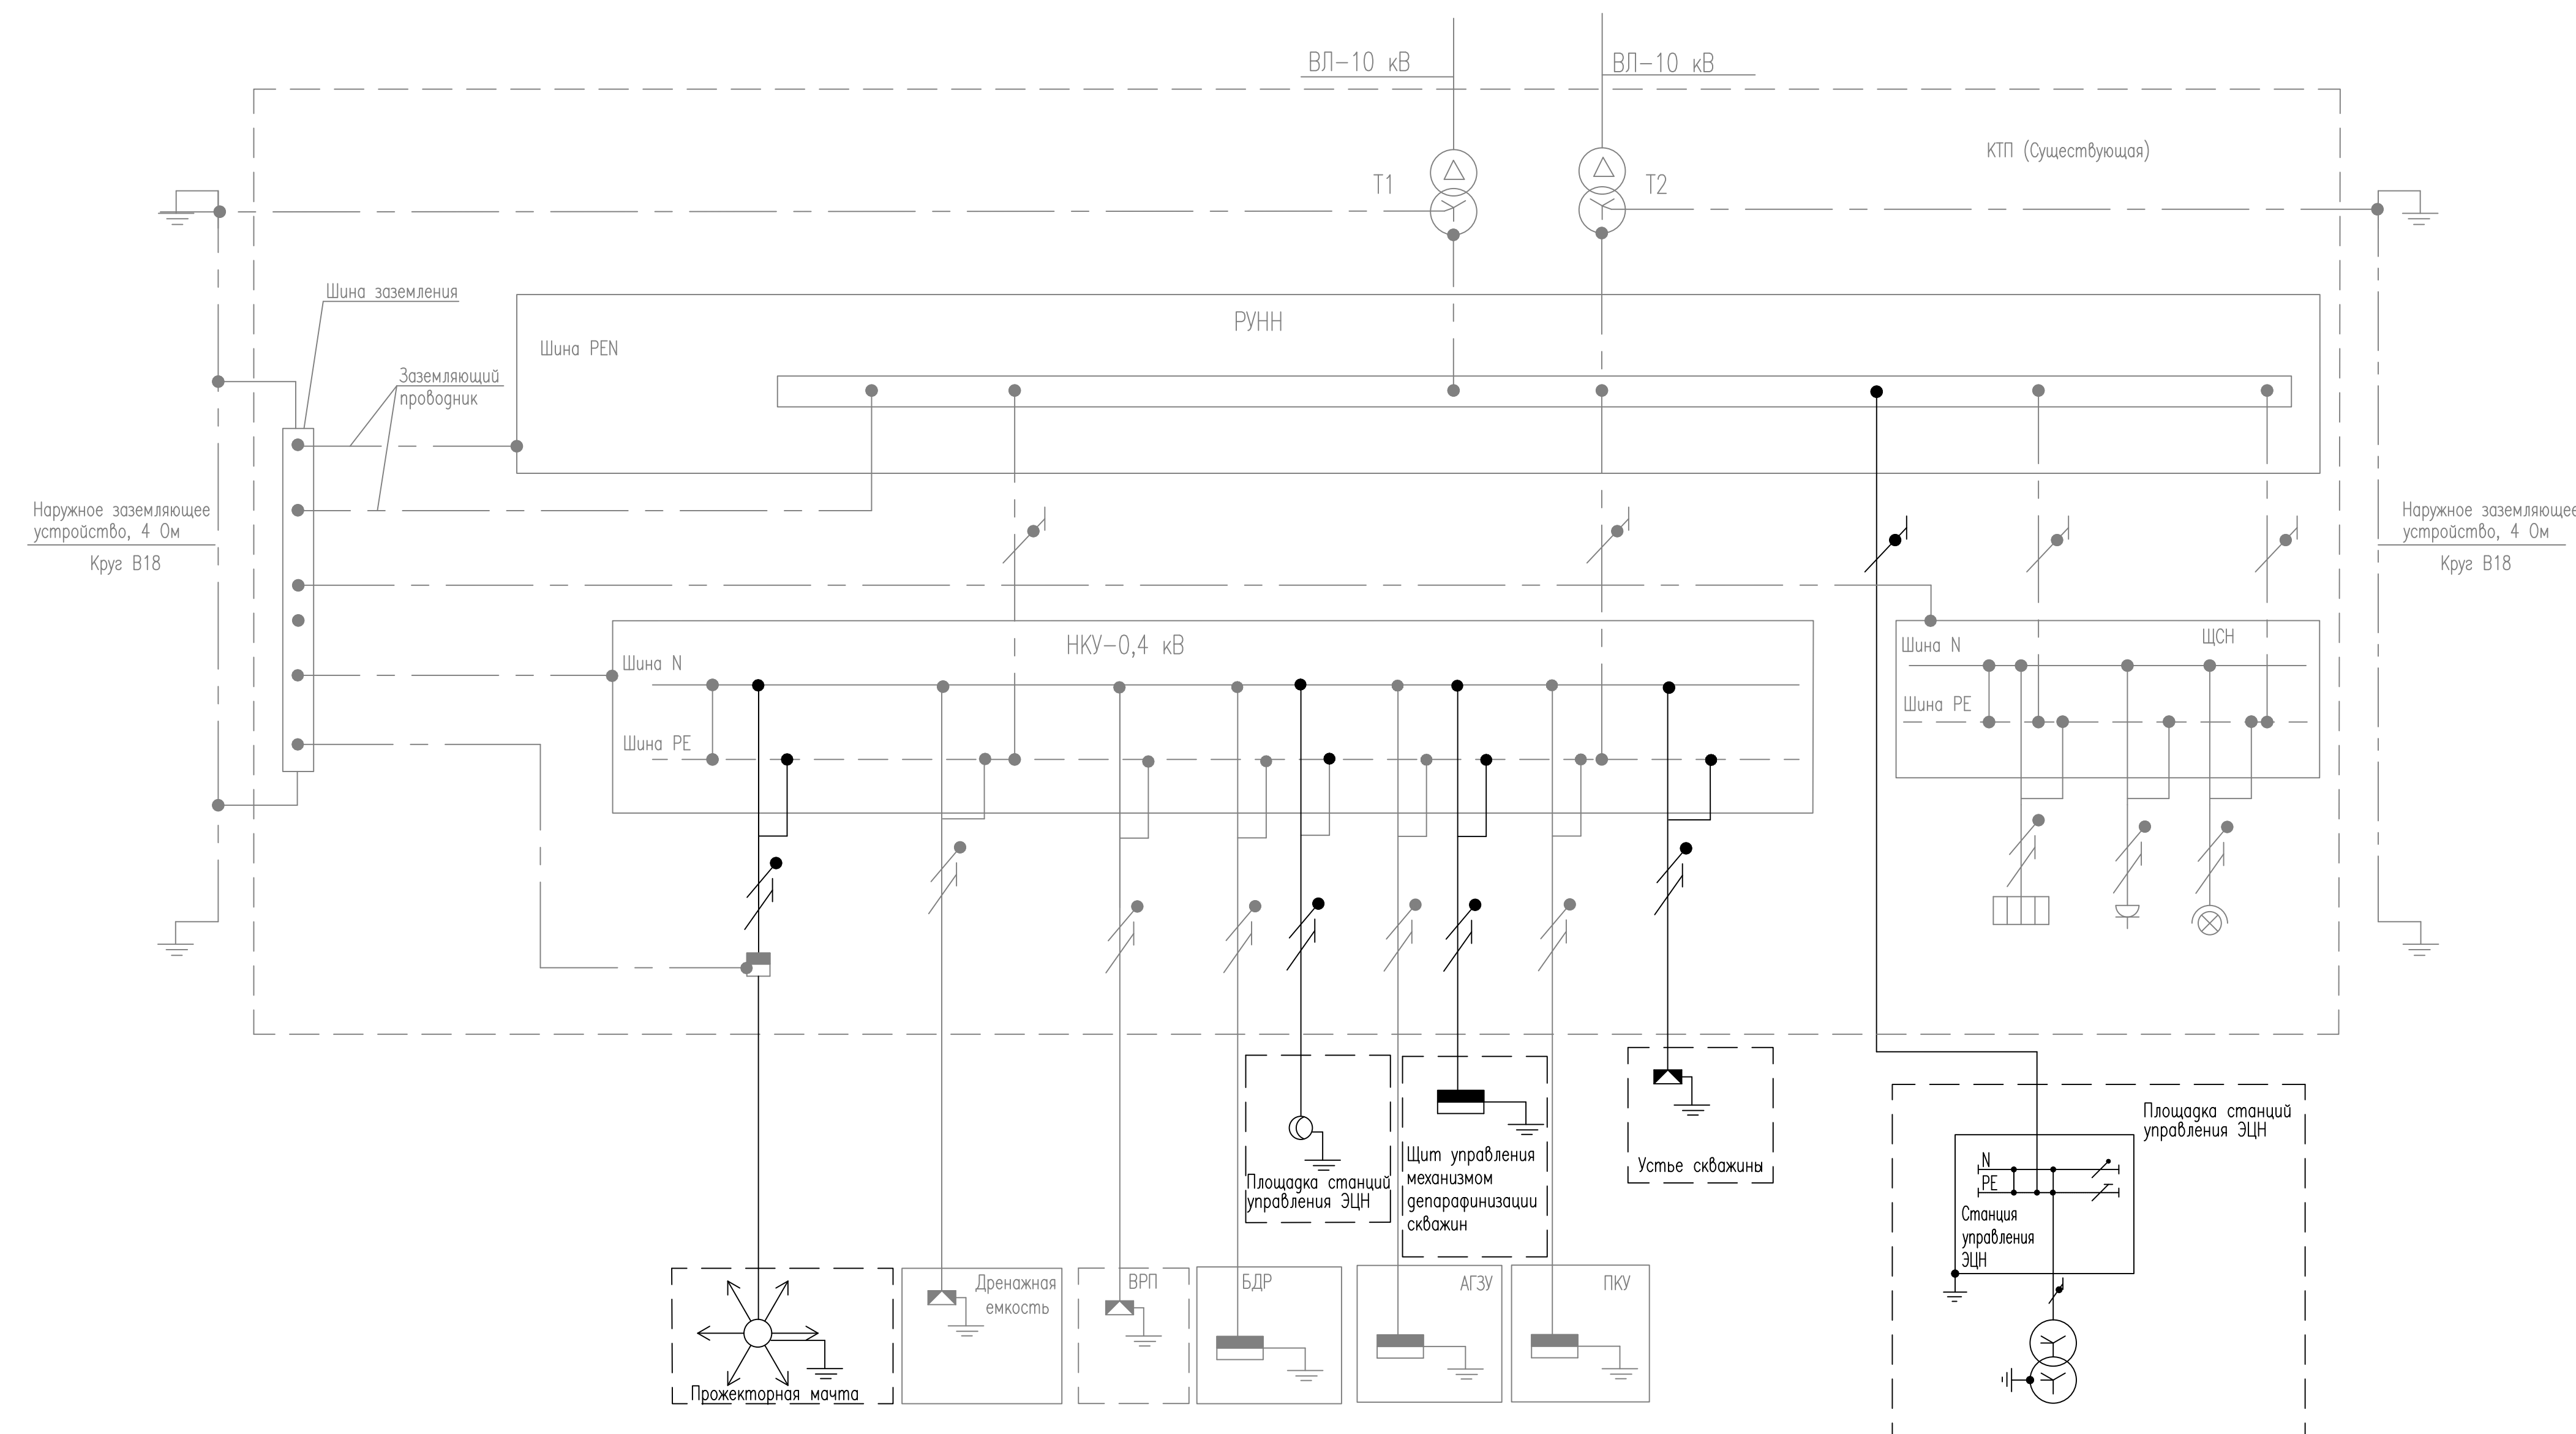 ВЛ-10 кВ
ВЛ-10 кВ
КТП (Существующая)
Т1
Т2
Шина заземления
РУНН
Шина PEN
Заземляющий
проводник
Наружное заземляющее
устройство, 4 Ом
Круг В18
Наружное заземляющее
устройство, 4 Ом
Круг В18
НКУ-0,4 кВ
Шина N
Шина PE
ЩСН
Шина N
Шина PE
Площадка станций
управления ЭЦН
Щит управления
механизмом
депарафинизации
скважин
Устье скважины
Площадка станций
управления ЭЦН
N
PE
Станция
управления
ЭЦН
Прожекторная мачта
Дренажная
емкость
ВРП
БДР
АГЗУ
ПКУ